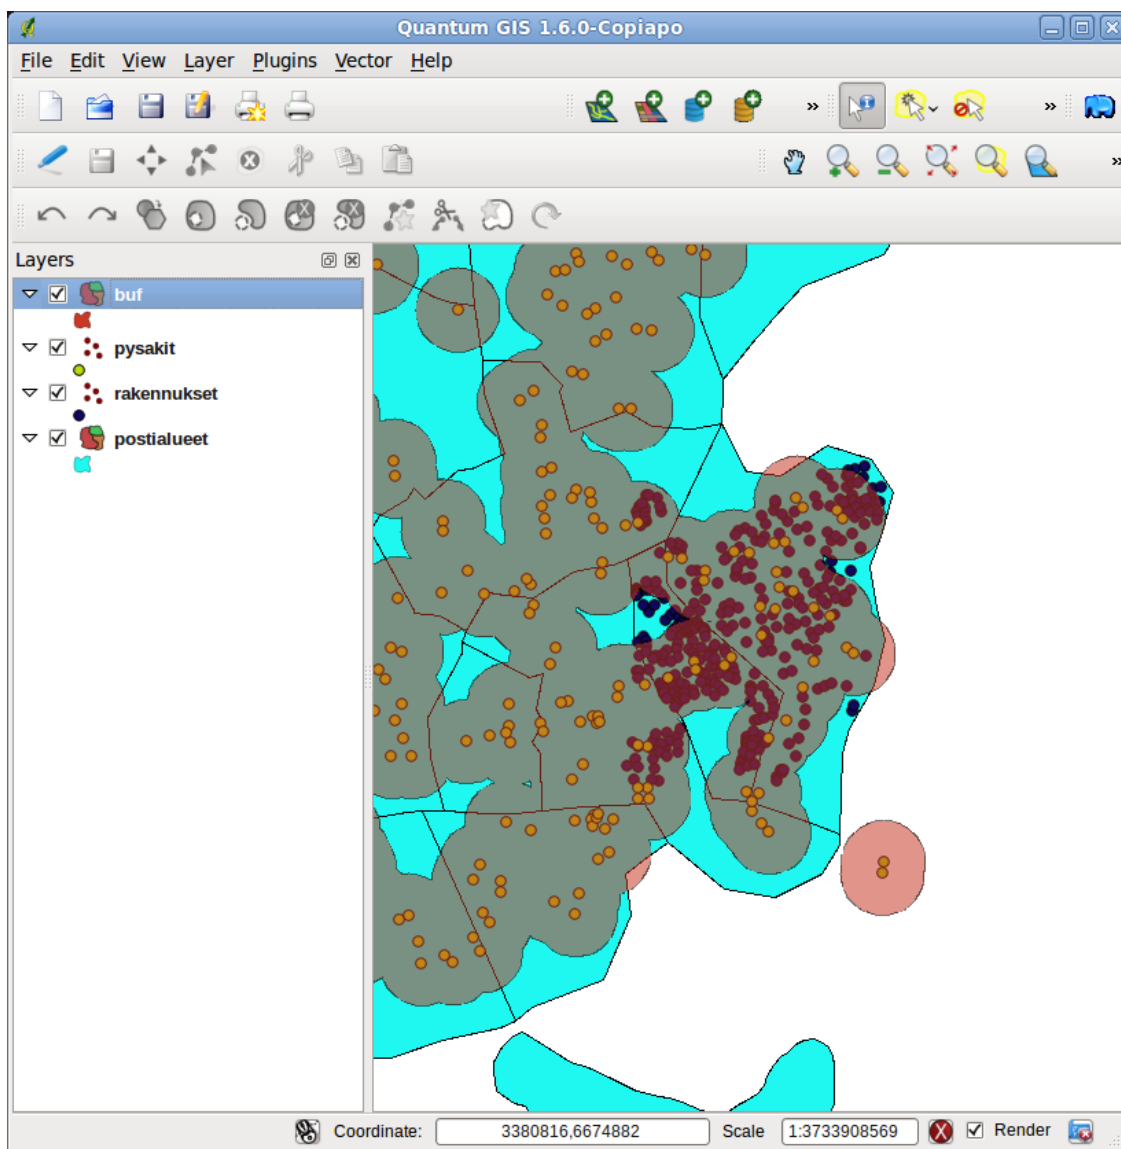 Quantum GIS 1.6.0-Copiapo
File Edit View Layer Plugins Vector Help
Layers
buf
pysakit
rakennukset
postialueet
Coordinate: 3380816,6674882 Scale 1:3733908569 Render